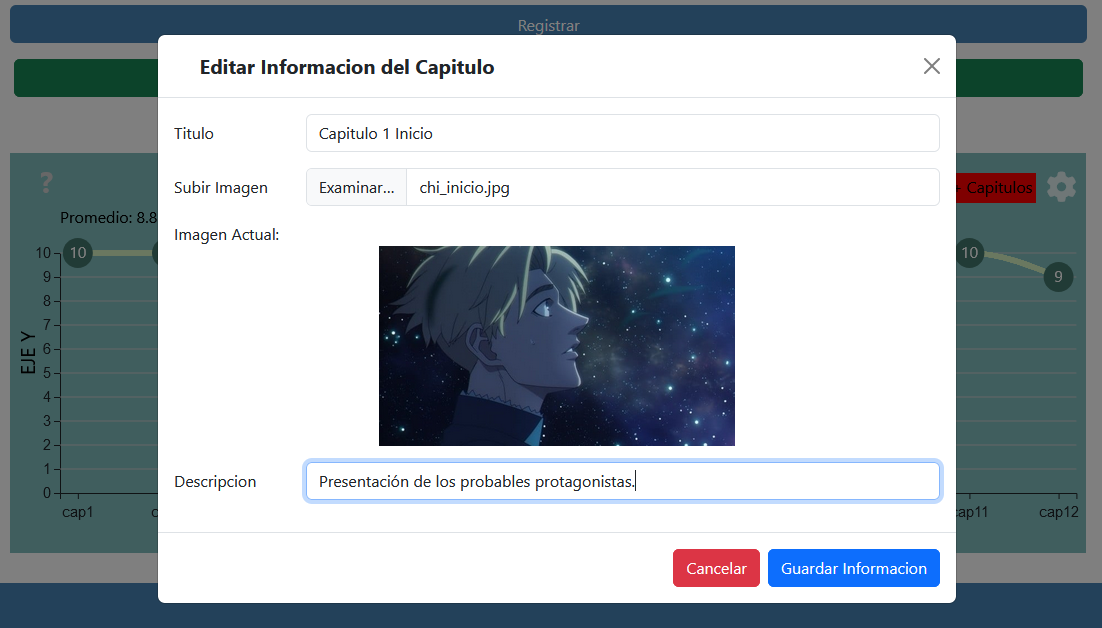 Registrar
Editar Informacion del Capitulo
Titulo
Capitulo 1 Inicio
Subir Imagen
Examinar...
chi_inicio.jpg
Imagen Actual:
Descripcion
Presentación de los probables protagonistas.
Cancelar
Guardar Informacion
?
+ Capitulos
Promedio: 8.8
EJE Y
10
9
8
7
6
5
4
3
2
1
0
10
10
9
cap1
c
ap11
cap12